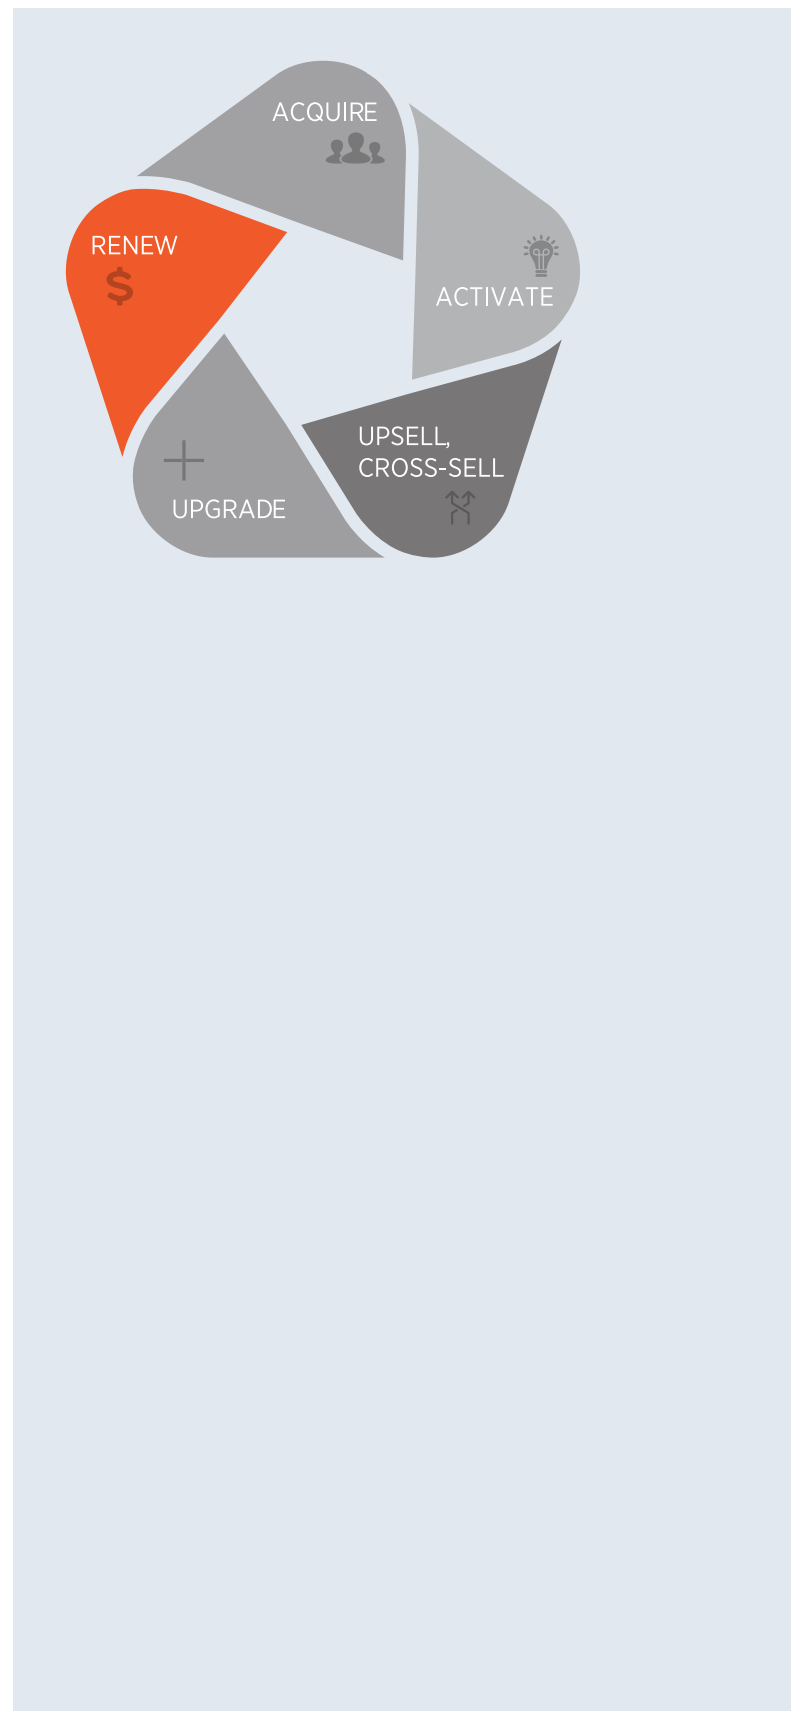 ACQUIRE
RENEW
ACTIVATE
UPSELL,
CROSS-SELL
UPGRADE